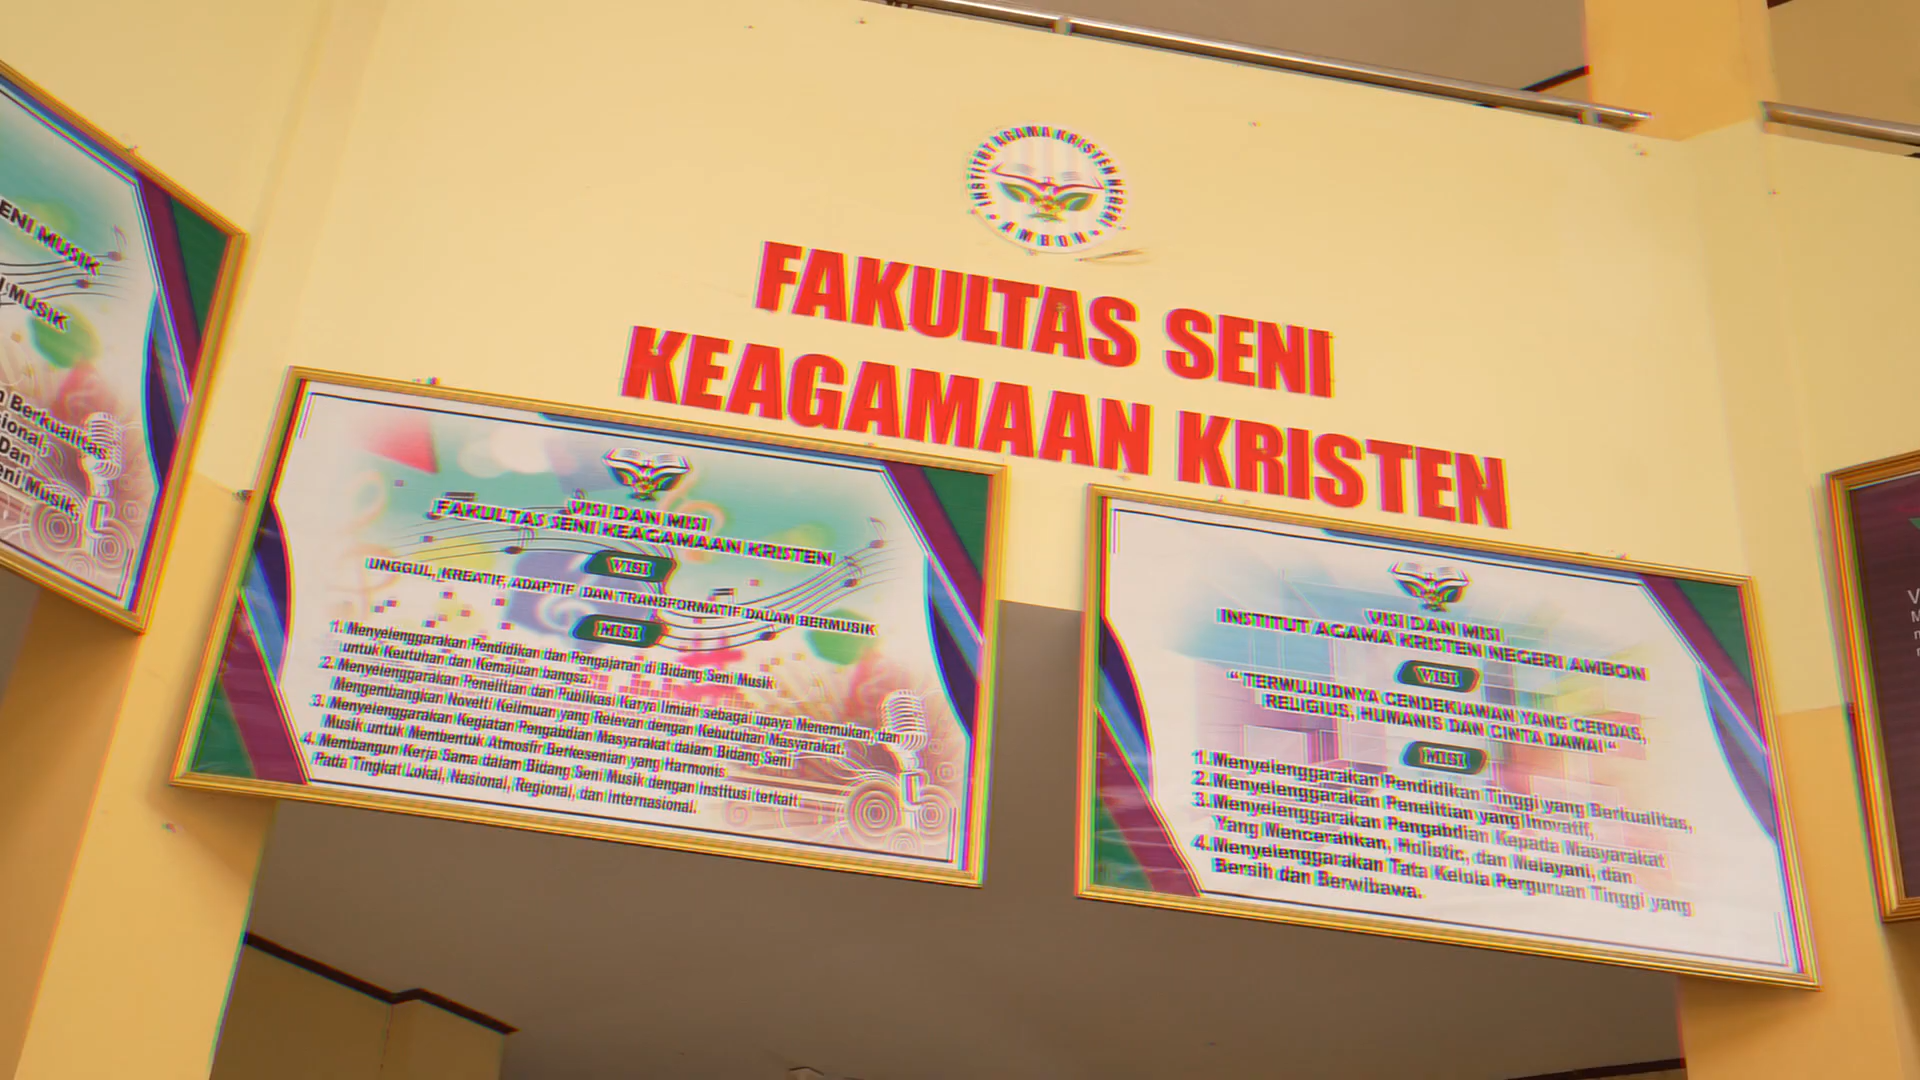 INSTITUT AGAMA KRISTEN NEGERI
AMBON
FAKULTAS SENI
KEAGAMAAN KRISTEN
ENI MUSIK
MUSIK
Berkualitas
ional,
Dan
eni Musik,
VISI DAN MISI
FAKULTAS SENI KEAGAMAAN KRISTEN
VISI
UNGGUL, KREATIF, ADAPTIF DAN TRANSFORMATIF DALAM BERMUSIK
MISI
1. Menyelenggarakan Pendidikan dan Pengajaran di Bidang Seni Musik
untuk Keutuhan dan Kemajuan bangsa.
2. Menyelenggarakan Penelitian dan Publikasi Karya Ilmiah sebagai upaya Menemukan, dan
Mengembangkan Novelti Keilmuan yang Relevan dengan Kebutuhan Masyarakat.
3. Menyelenggarakan Kegiatan Pengabdian Masyarakat dalam Bidang Seni
Musik untuk Membentuk Atmosfir Berkesenian yang Harmonis
4. Membangun Kerja Sama dalam Bidang Seni Musik dengan Institusi terkait
Pada Tingkat Lokal, Nasional, Regional, dan Internasional.
VISI DAN MISI
INSTITUT AGAMA KRISTEN NEGERI AMBON
VISI
" TERWUJUDNYA CENDEKIAWAN YANG CERDAS,
RELIGIUS, HUMANIS DAN CINTA DAMAI "
MISI
1. Menyelenggarakan Pendidikan Tinggi yang Berkualitas,
2. Menyelenggarakan Penelitian yang Inovatif,
3. Menyelenggarakan Pengabdian Kepada Masyarakat
Yang Mencerahkan, Holistic, dan Melayani, dan
4. Menyelenggarakan Tata Kelola Perguruan Tinggi yang
Bersih dan Berwibawa.